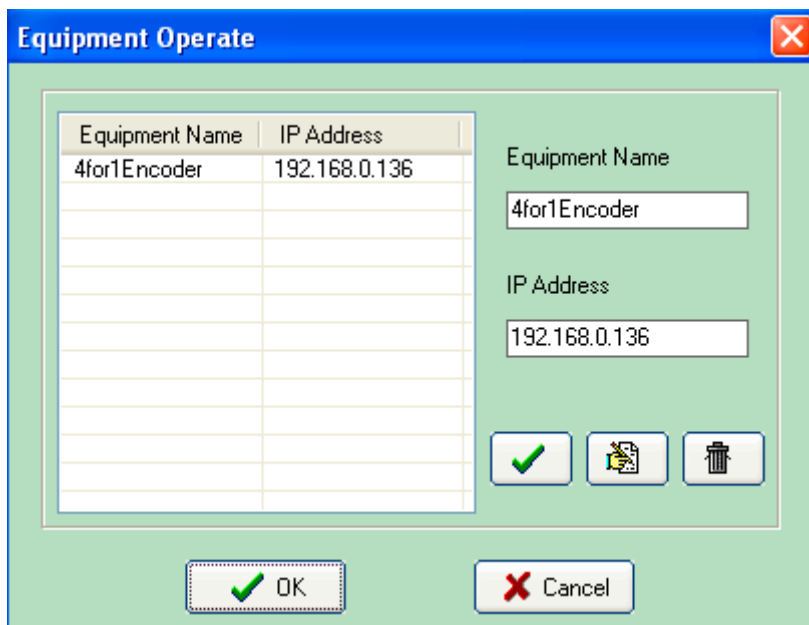 Equipment Operate
Equipment Name IP Address
4for1Encoder 192.168.0.136
Equipment Name
4for1Encoder
IP Address
192.168.0.136
OK Cancel